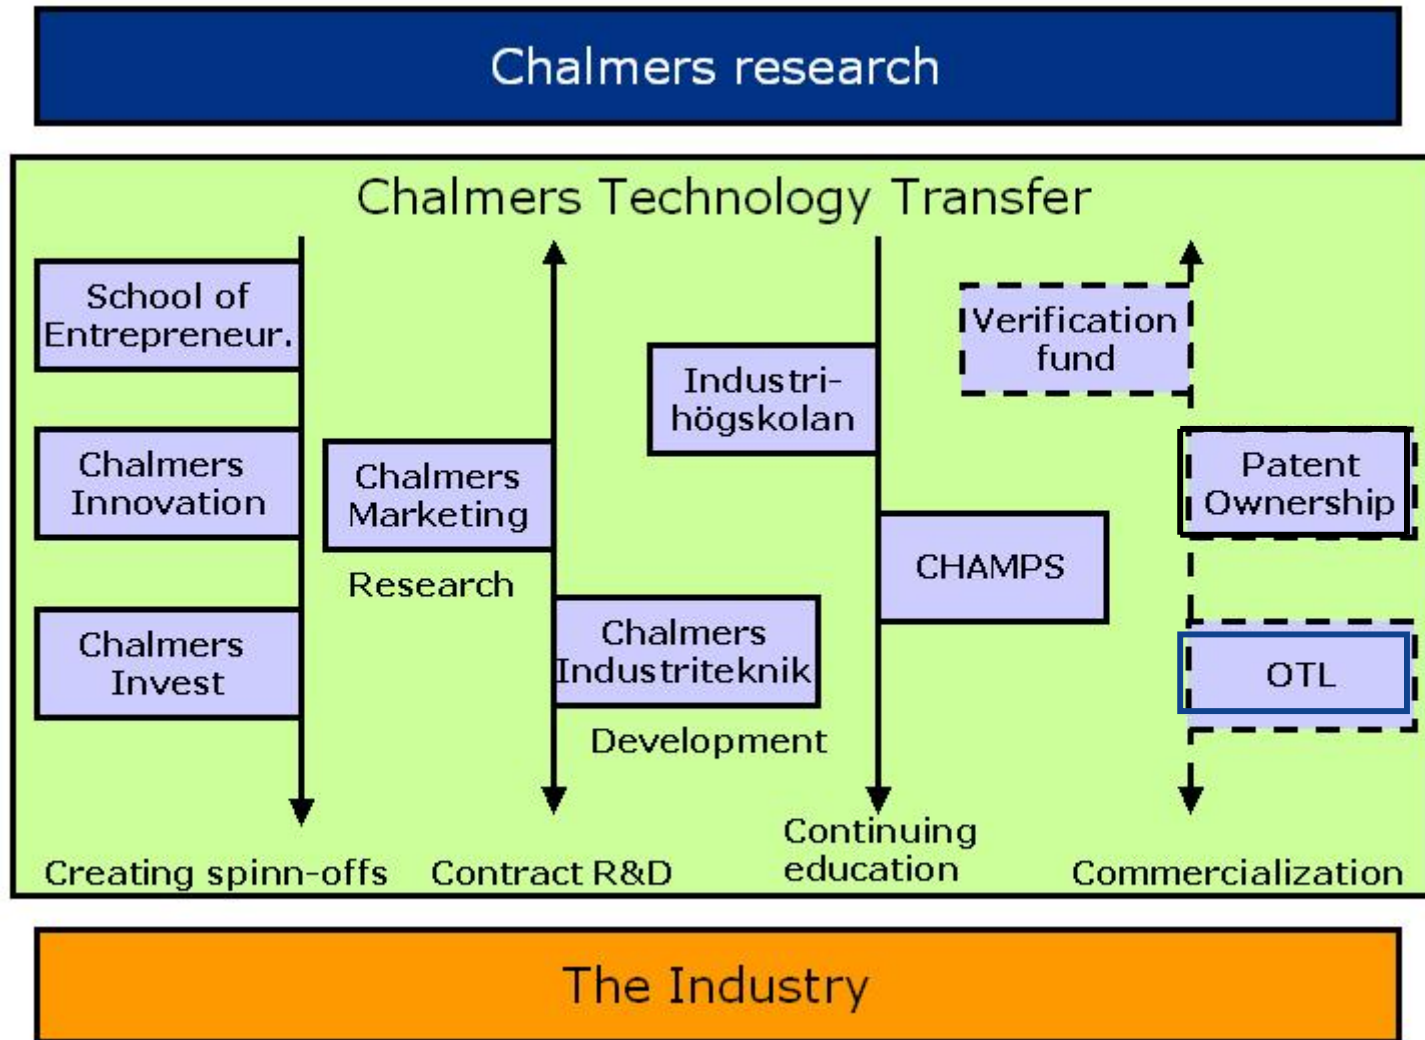 Chalmers research
Chalmers Technology Transfer
School of
Entrepreneur.
Chalmers
Innovation
Chalmers
Invest
Creating spinn-offs
Chalmers
Marketing
Research
Chalmers
Industriteknik
Development
Contract R&D
Industri-
högskolan
CHAMPS
Continuing
education
Verification
fund
Patent
Ownership
OTL
Commercialization
The Industry